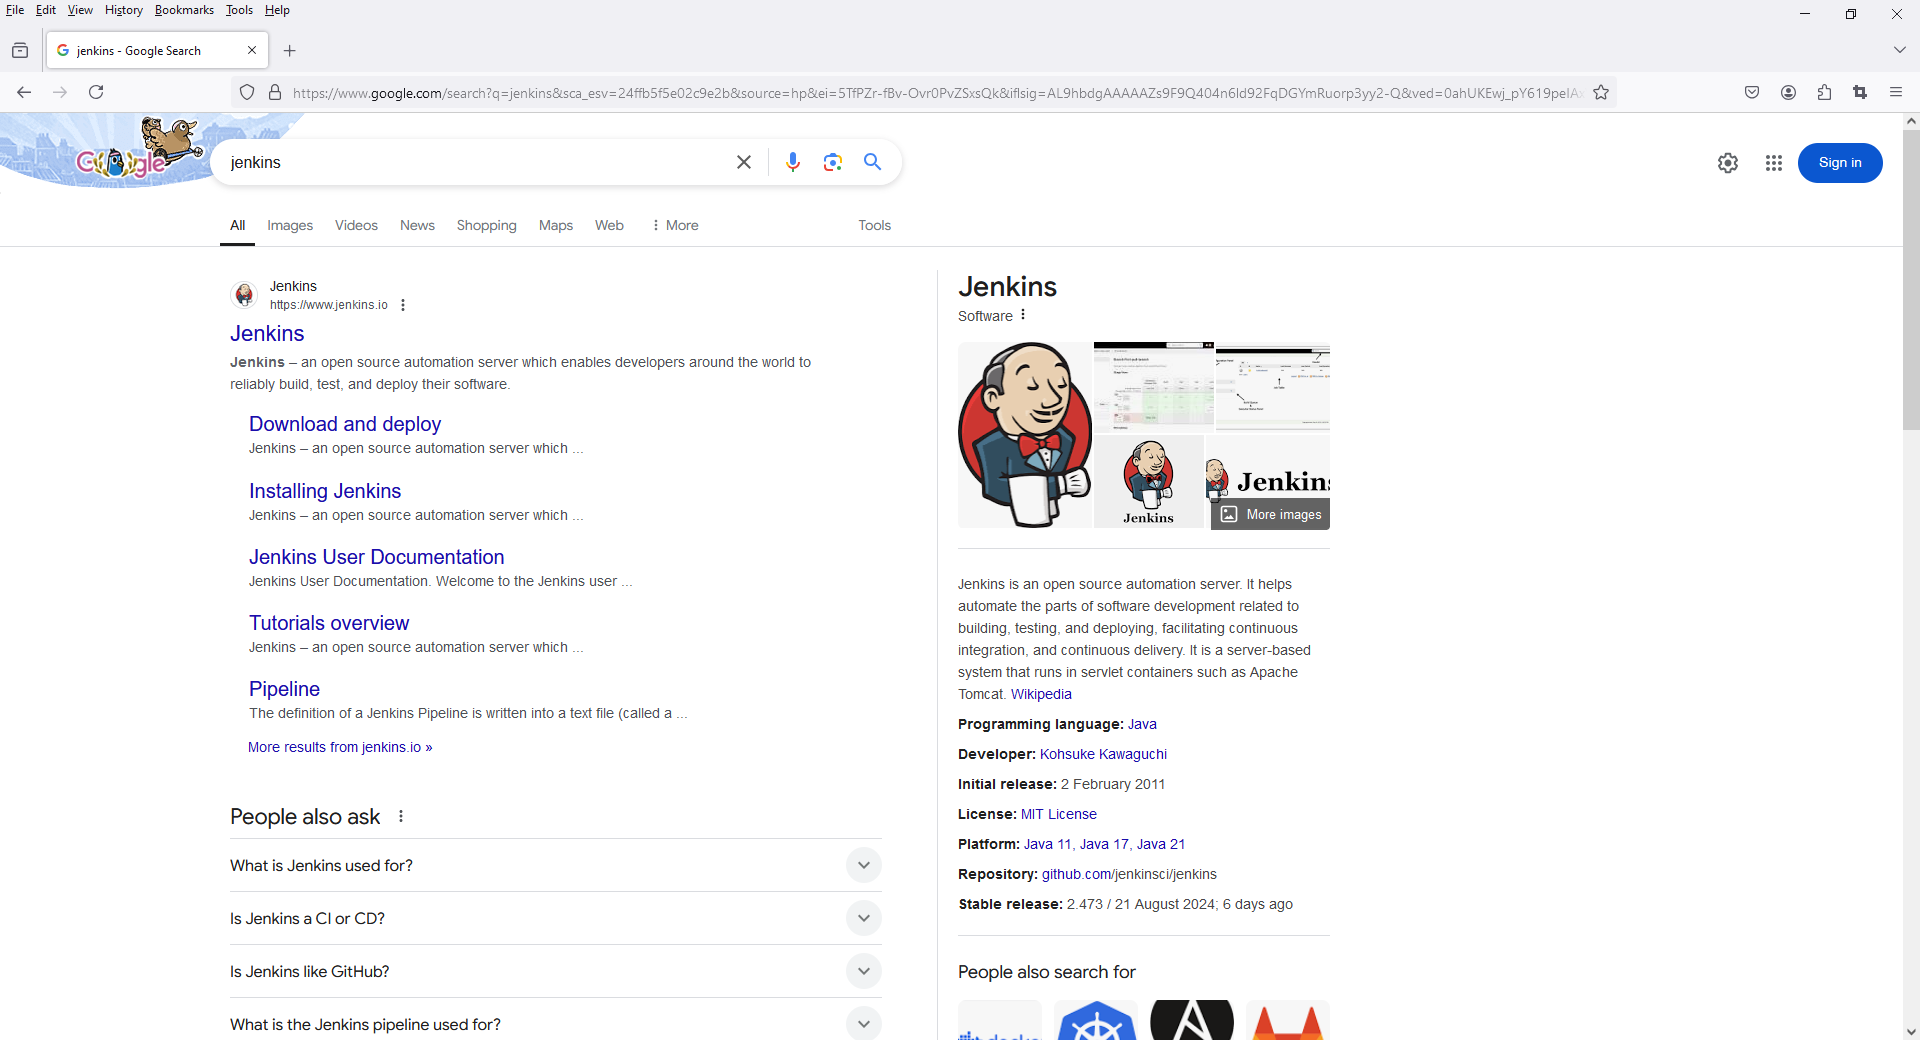 File Edit View History Bookmarks Tools Help
jenkins - Google Search
https://www.google.com/search?q=jenkins&sca_esv=24ffb5f5e02c9e2b&source=hp&ei=5TfPZr-fBv-Ovr0PvZSxsQk&iflsig=AL9hbdgAAAAAZs9F9Q404n6ld92FqDGYmRuorp3yy2-Q&ved=0ahUKEwj_pY619peIAx
Google
jenkins
Sign in
All Images Videos News Shopping Maps Web More Tools
Jenkins
https://www.jenkins.io
Jenkins
Jenkins – an open source automation server which enables developers around the world to
reliably build, test, and deploy their software.
Download and deploy
Jenkins – an open source automation server which ...
Installing Jenkins
Jenkins – an open source automation server which ...
Jenkins User Documentation
Jenkins User Documentation. Welcome to the Jenkins user ...
Tutorials overview
Jenkins – an open source automation server which ...
Pipeline
The definition of a Jenkins Pipeline is written into a text file (called a ...
More results from jenkins.io »
People also ask
What is Jenkins used for?
Is Jenkins a CI or CD?
Is Jenkins like GitHub?
What is the Jenkins pipeline used for?
Jenkins
Software
Jenkins
Jenkins
More images
Jenkins is an open source automation server. It helps
automate the parts of software development related to
building, testing, and deploying, facilitating continuous
integration, and continuous delivery. It is a server-based
system that runs in servlet containers such as Apache
Tomcat. Wikipedia
Programming language: Java
Developer: Kohsuke Kawaguchi
Initial release: 2 February 2011
License: MIT License
Platform: Java 11, Java 17, Java 21
Repository: github.com/jenkinsci/jenkins
Stable release: 2.473 / 21 August 2024; 6 days ago
People also search for